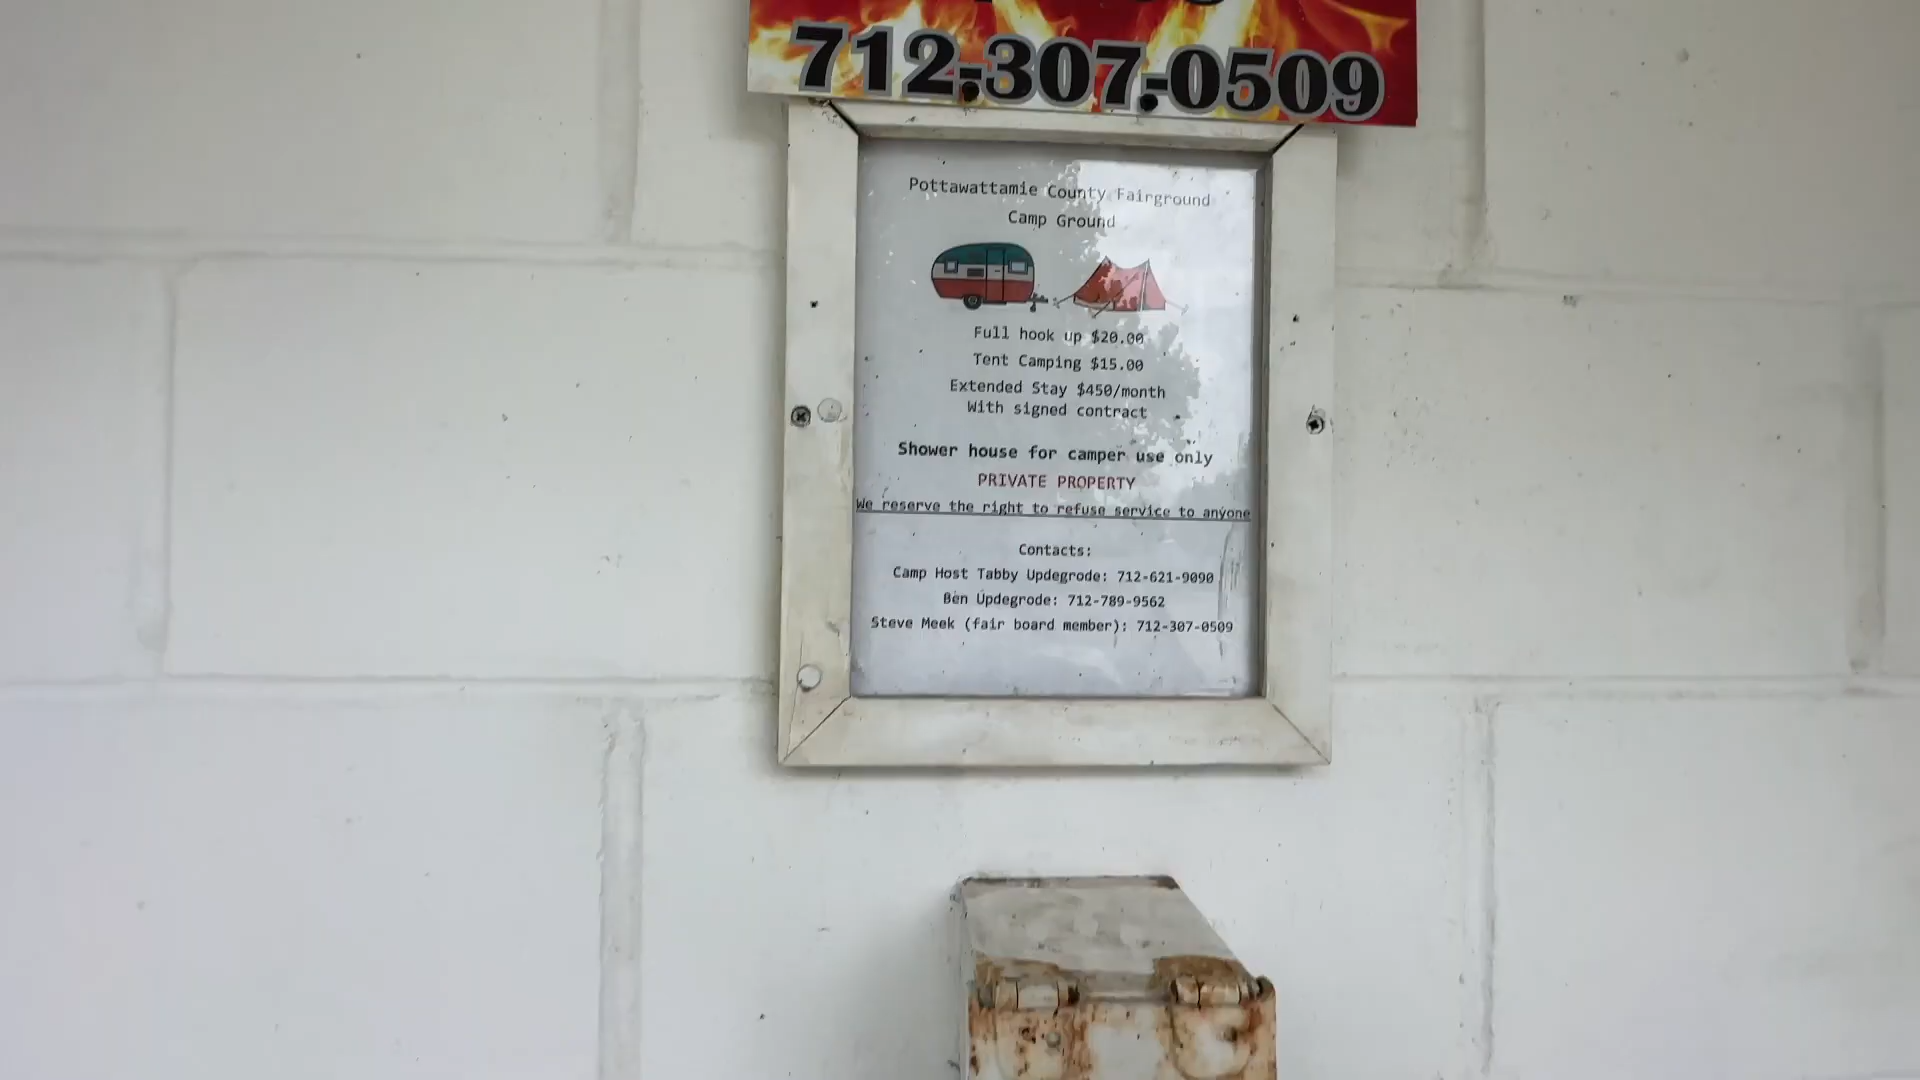 712-307-0509
Pottawattamie County Fairground
Camp Ground
Full hook up $20.00
Tent Camping $15.00
Extended Stay $450/month
With signed contract
Shower house for camper use only
PRIVATE PROPERTY
We reserve the right to refuse service to anyone
Contacts:
Camp Host Tabby Updegrode: 712-621-9090
Ben Updegrode: 712-789-9562
Steve Meek (fair board member): 712-307-0509